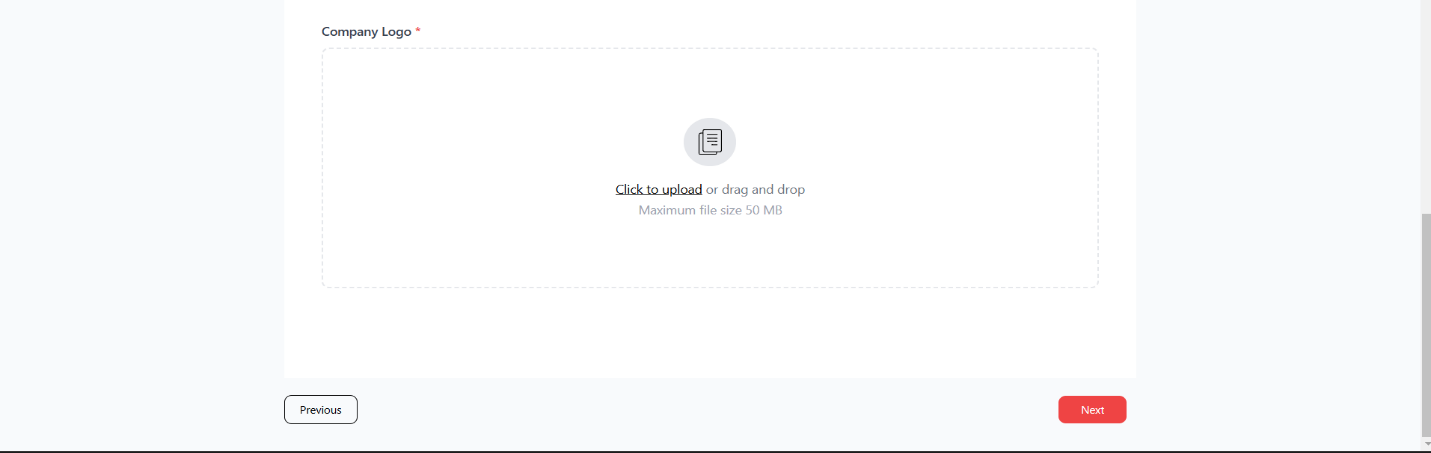 Company Logo *
Click to upload or drag and drop
Maximum file size 50 MB
Previous
Next